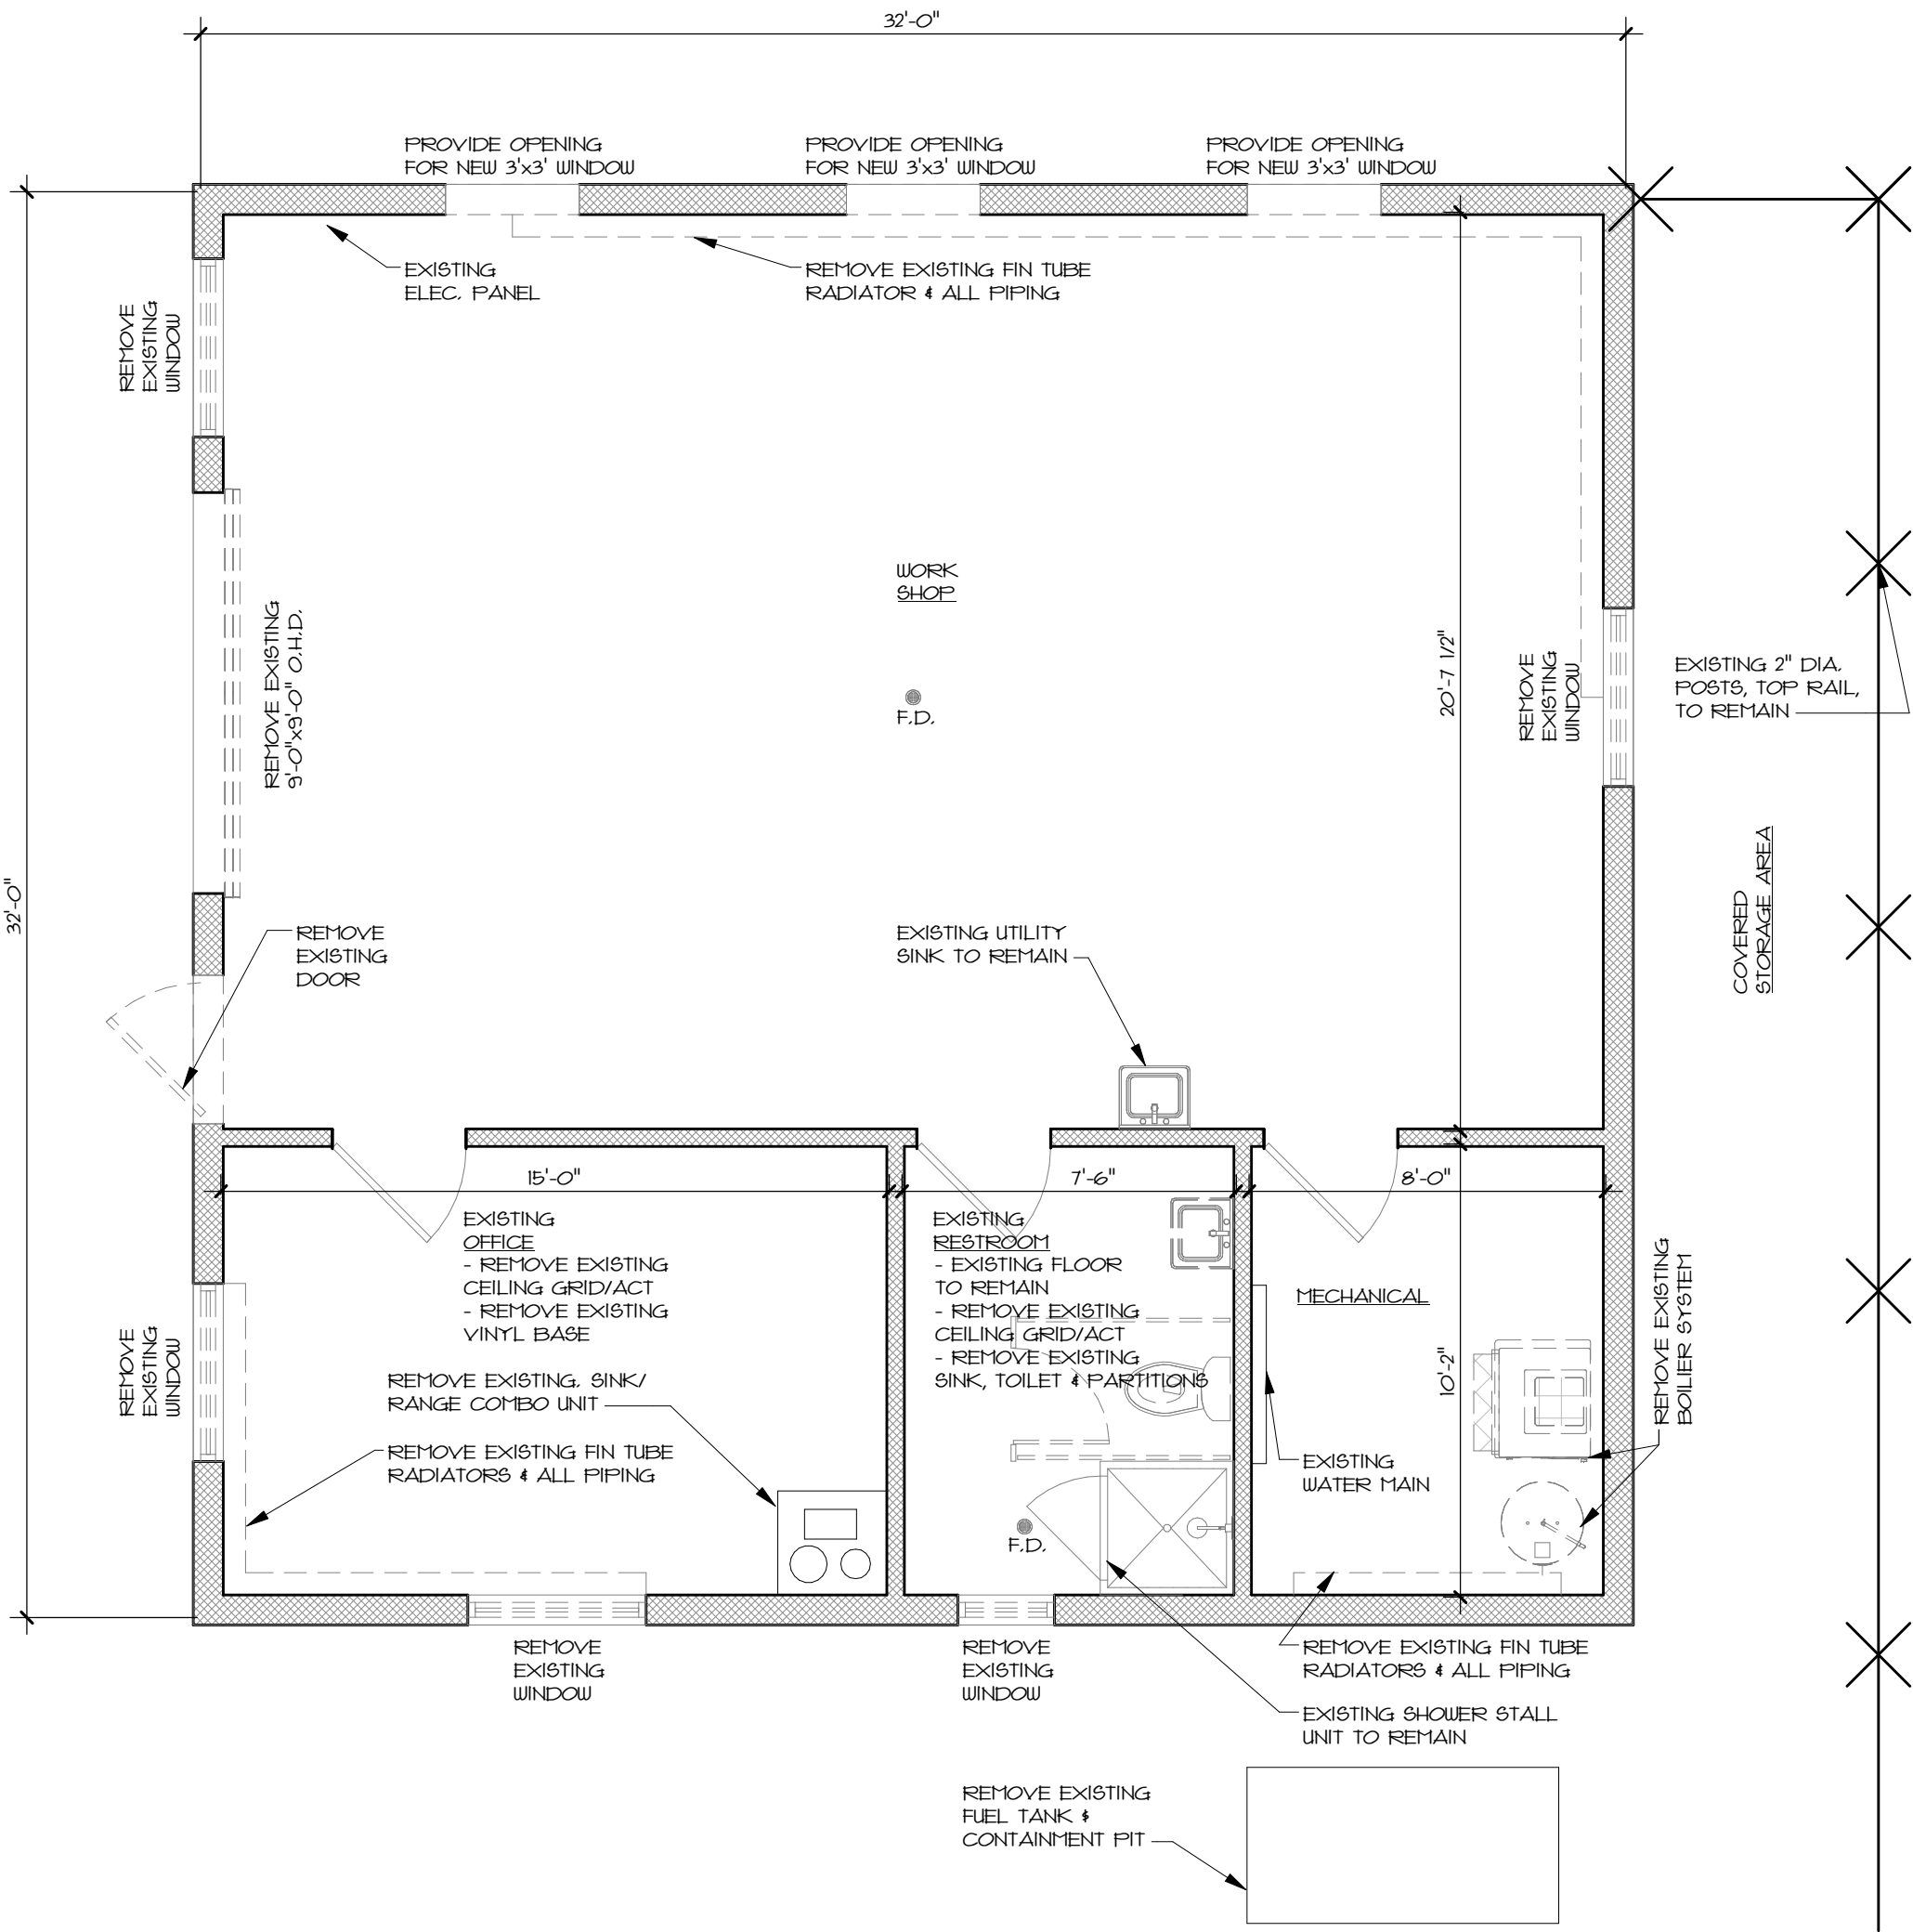 32'-0"
PROVIDE OPENING
FOR NEW 3'x3' WINDOW
PROVIDE OPENING
FOR NEW 3'x3' WINDOW
PROVIDE OPENING
FOR NEW 3'x3' WINDOW
EXISTING
ELEC. PANEL
REMOVE EXISTING FIN TUBE
RADIATOR & ALL PIPING
REMOVE
EXISTING
WINDOW
WORK
SHOP
F.D.
REMOVE EXISTING
9'-0"x9'-0" O.H.D.
20'-7 1/2"
REMOVE
EXISTING
WINDOW
EXISTING 2" DIA.
POSTS, TOP RAIL,
TO REMAIN
32'-0"
COVERED
STORAGE AREA
REMOVE
EXISTING
DOOR
EXISTING UTILITY
SINK TO REMAIN
15'-0"
7'-6"
8'-0"
EXISTING
OFFICE
- REMOVE EXISTING
CEILING GRID/ACT
- REMOVE EXISTING
VINYL BASE
EXISTING
RESTROOM
- EXISTING FLOOR
TO REMAIN
- REMOVE EXISTING
CEILING GRID/ACT
- REMOVE EXISTING
SINK, TOILET & PARTITIONS
MECHANICAL
REMOVE EXISTING
BOILIER SYSTEM
10'-2"
REMOVE
EXISTING
WINDOW
REMOVE EXISTING. SINK/
RANGE COMBO UNIT
REMOVE EXISTING FIN TUBE
RADIATORS & ALL PIPING
EXISTING
WATER MAIN
F.D.
REMOVE
EXISTING
WINDOW
REMOVE
EXISTING
WINDOW
REMOVE EXISTING FIN TUBE
RADIATORS & ALL PIPING
EXISTING SHOWER STALL
UNIT TO REMAIN
REMOVE EXISTING
FUEL TANK &
CONTAINMENT PIT